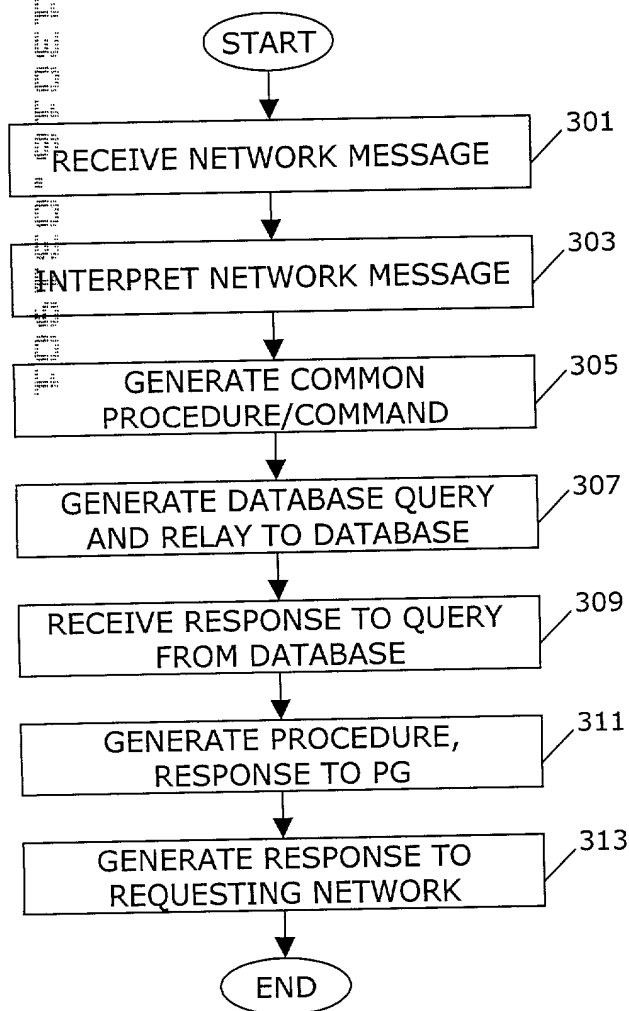 START
RECEIVE NETWORK MESSAGE
301
INTERPRET NETWORK MESSAGE
303
GENERATE COMMON
PROCEDURE/COMMAND
305
GENERATE DATABASE QUERY
AND RELAY TO DATABASE
307
RECEIVE RESPONSE TO QUERY
FROM DATABASE
309
GENERATE PROCEDURE,
RESPONSE TO PG
311
GENERATE RESPONSE TO
REQUESTING NETWORK
313
END